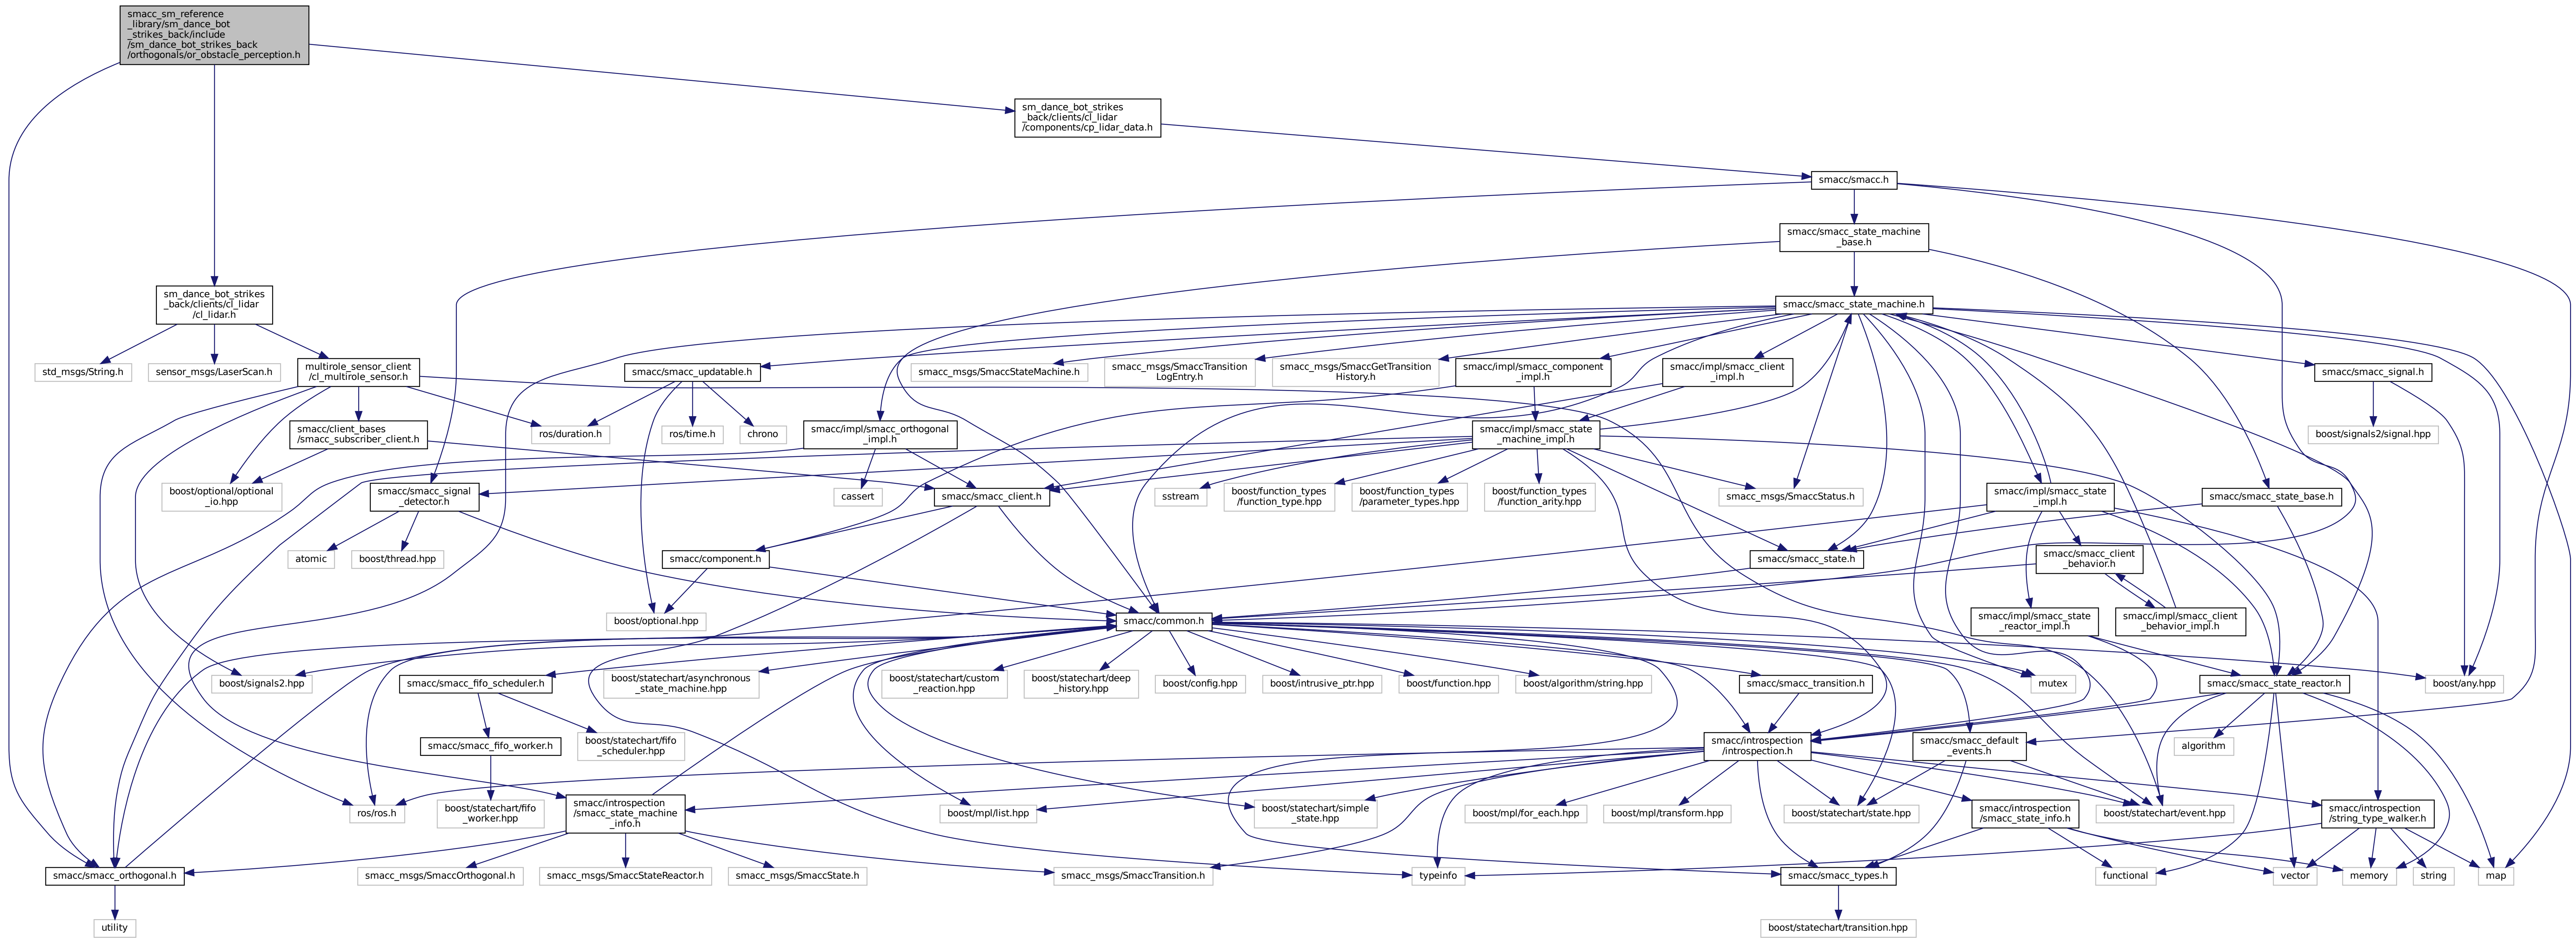 smacc_sm_reference
_library/sm_dance_bot
_strikes_back/include
/sm_dance_bot_strikes_back
/orthogonals/or_obstacle_perception.h
sm_dance_bot_strikes
_back/clients/cl_lidar
/components/cp_lidar_data.h
smacc/smacc.h
smacc/smacc_state_machine
_base.h
sm_dance_bot_strikes
_back/clients/cl_lidar
/cl_lidar.h
smacc/smacc_state_machine.h
std_msgs/String.h
sensor_msgs/LaserScan.h
multirole_sensor_client
/cl_multirole_sensor.h
smacc/smacc_updatable.h
smacc_msgs/SmaccStateMachine.h
smacc_msgs/SmaccTransition
LogEntry.h
smacc_msgs/SmaccGetTransition
History.h
smacc/impl/smacc_component
_impl.h
smacc/impl/smacc_client
_impl.h
smacc/smacc_signal.h
smacc/client_bases
/smacc_subscriber_client.h
ros/duration.h
ros/time.h
chrono
smacc/impl/smacc_orthogonal
_impl.h
smacc/impl/smacc_state
_machine_impl.h
boost/signals2/signal.hpp
boost/optional/optional
_io.hpp
smacc/smacc_signal
_detector.h
cassert
smacc/smacc_client.h
sstream
boost/function_types
/function_type.hpp
boost/function_types
/parameter_types.hpp
boost/function_types
/function_arity.hpp
smacc_msgs/SmaccStatus.h
smacc/impl/smacc_state
_impl.h
smacc/smacc_state_base.h
atomic
boost/thread.hpp
smacc/component.h
smacc/smacc_state.h
smacc/smacc_client
_behavior.h
boost/optional.hpp
smacc/common.h
smacc/impl/smacc_state
_reactor_impl.h
smacc/impl/smacc_client
_behavior_impl.h
boost/signals2.hpp
smacc/smacc_fifo_scheduler.h
boost/statechart/asynchronous
_state_machine.hpp
boost/statechart/custom
_reaction.hpp
boost/statechart/deep
_history.hpp
boost/config.hpp
boost/intrusive_ptr.hpp
boost/function.hpp
boost/algorithm/string.hpp
smacc/smacc_transition.h
mutex
smacc/smacc_state_reactor.h
boost/any.hpp
smacc/smacc_fifo_worker.h
boost/statechart/fifo
_scheduler.hpp
smacc/introspection
/introspection.h
smacc/smacc_default
_events.h
algorithm
ros/ros.h
boost/statechart/fifo
_worker.hpp
smacc/introspection
/smacc_state_machine
_info.h
boost/mpl/list.hpp
boost/statechart/simple
_state.hpp
boost/mpl/for_each.hpp
boost/mpl/transform.hpp
boost/statechart/state.hpp
smacc/introspection
/smacc_state_info.h
boost/statechart/event.hpp
smacc/introspection
/string_type_walker.h
smacc/smacc_orthogonal.h
smacc_msgs/SmaccOrthogonal.h
smacc_msgs/SmaccStateReactor.h
smacc_msgs/SmaccState.h
smacc_msgs/SmaccTransition.h
typeinfo
smacc/smacc_types.h
functional
vector
memory
string
map
utility
boost/statechart/transition.hpp